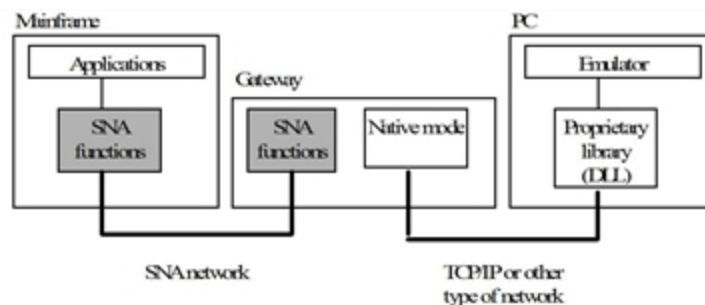 Mainframe
Applications
SNA
functions
Gateway
SNA
functions
Native mode
PC
Emulator
Proprietary
library
(DLL)
SNA network
TCP/IP or other
type of network